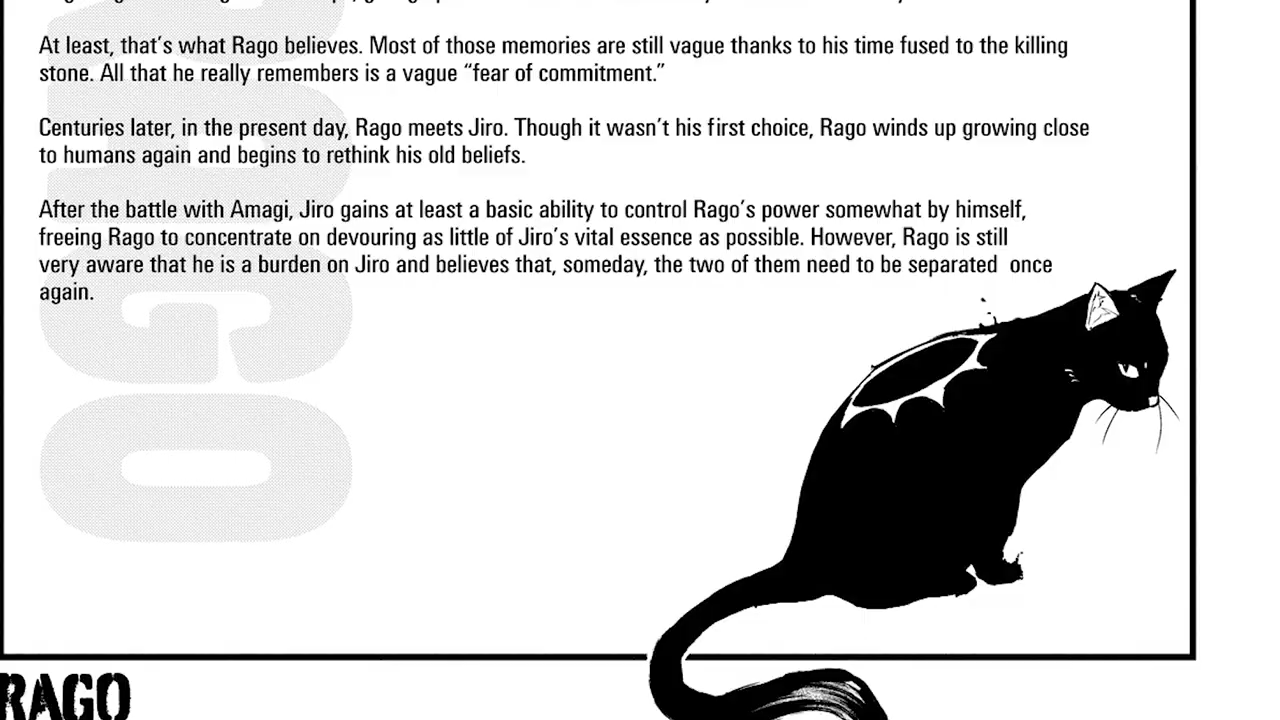 At least, that's what Rago believes. Most of those memories are still vague thanks to his time fused to the killing
stone. All that he really remembers is a vague “fear of commitment.”
Centuries later, in the present day, Rago meets Jiro. Though it wasn't his first choice, Rago winds up growing close
to humans again and begins to rethink his old beliefs.
After the battle with Amagi, Jiro gains at least a basic ability to control Rago's power somewhat by himself,
freeing Rago to concentrate on devouring as little of Jiro's vital essence as possible. However, Rago is still
very aware that he is a burden on Jiro and believes that, someday, the two of them need to be separated once
again.
RAGO